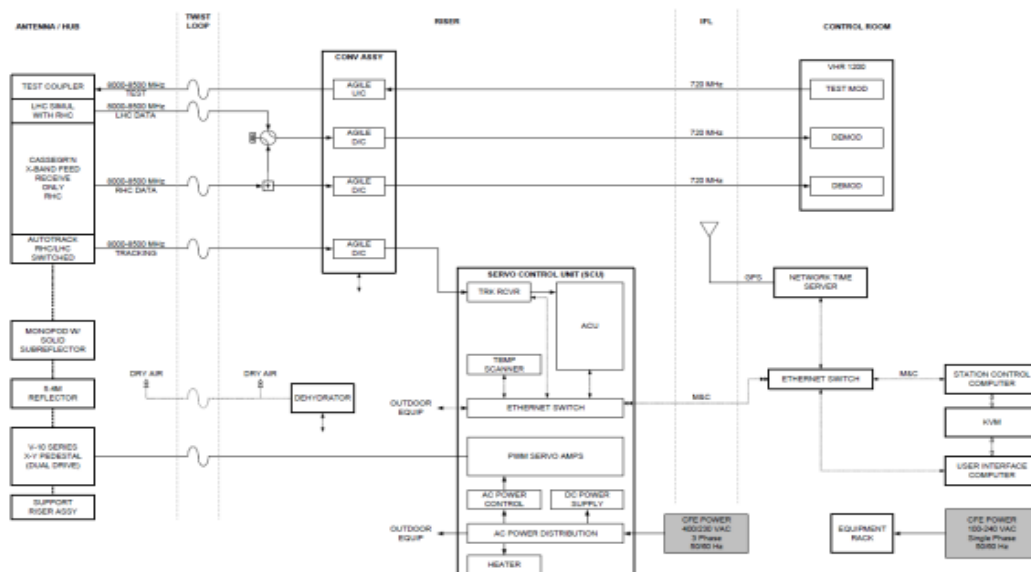 ANTENNA / HUB
TWIST
LOOP
RISER
IFL
CONTROL ROOM
CONV ASSY
VHR 1200
TEST COUPLER
8000-8500 MHz
TEST
AGILE
U/C
720 MHz
TEST MOD
LHC SIMUL
WITH RHC
8000-8500 MHz
LHC DATA
AGILE
D/C
720 MHz
DEMOD
CASSEGR'N
X-BAND FEED
RECEIVE
ONLY
RHC
8000-8500 MHz
RHC DATA
AGILE
D/C
720 MHz
DEMOD
AUTOTRACK
RHC/LHC
SWITCHED
8000-8500 MHz
TRACKING
AGILE
D/C
SERVO CONTROL UNIT (SCU)
TRK RCVR
ACU
GPS
NETWORK TIME
SERVER
MONOPOD W/
SOLID
SUBREFLECTOR
TEMP
SCANNER
DRY AIR
DRY AIR
DEHYDRATOR
5.4M
REFLECTOR
OUTDOOR
EQUIP
ETHERNET SWITCH
M&C
ETHERNET SWITCH
M&C
STATION CONTROL
COMPUTER
KVM
USER INTERFACE
COMPUTER
V-10 SERIES
X-Y PEDESTAL
(DUAL DRIVE)
PWM SERVO AMPS
SUPPORT
RISER ASSY
AC POWER
CONTROL
DC POWER
SUPPLY
OUTDOOR
EQUIP
AC POWER DISTRIBUTION
HEATER
CFE POWER
400/230 VAC
3 Phase
50/60 Hz
EQUIPMENT
RACK
CFE POWER
100-240 VAC
Single Phase
50/60 Hz